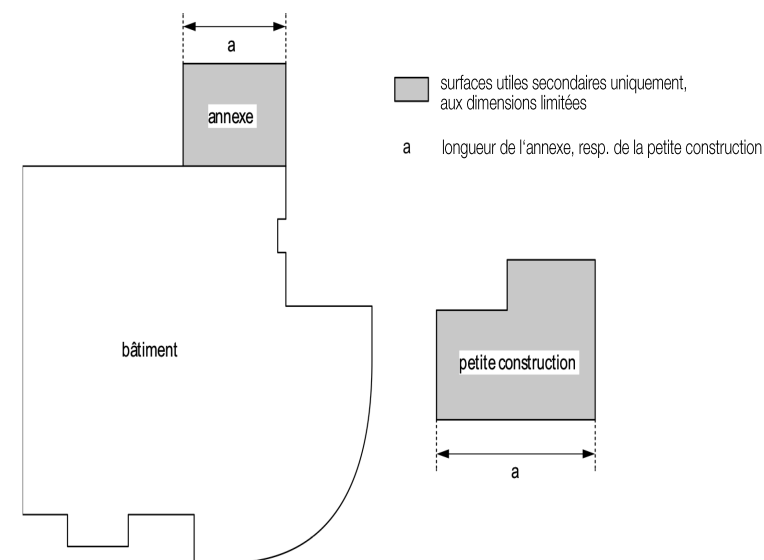 a
annexe
surfaces utiles secondaires uniquement,
aux dimensions limitées
a longueur de l'annexe, resp. de la petite construction
bâtiment
petite construction
a